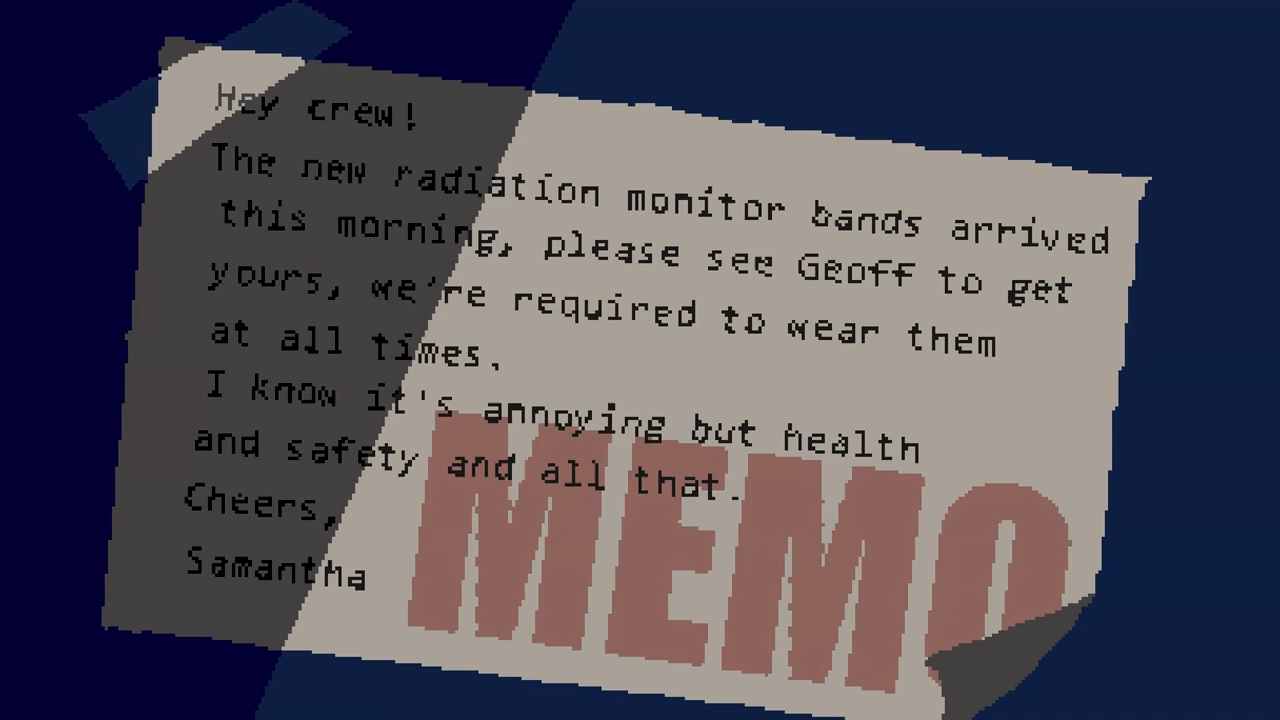 Hey crew!
The new radiation monitor bands arrived
this morning, please see Geoff to get
yours, we're required to wear them
at all times.
I know it's annoying but health
and safety and all that.
Cheers,
Samantha
MEMO